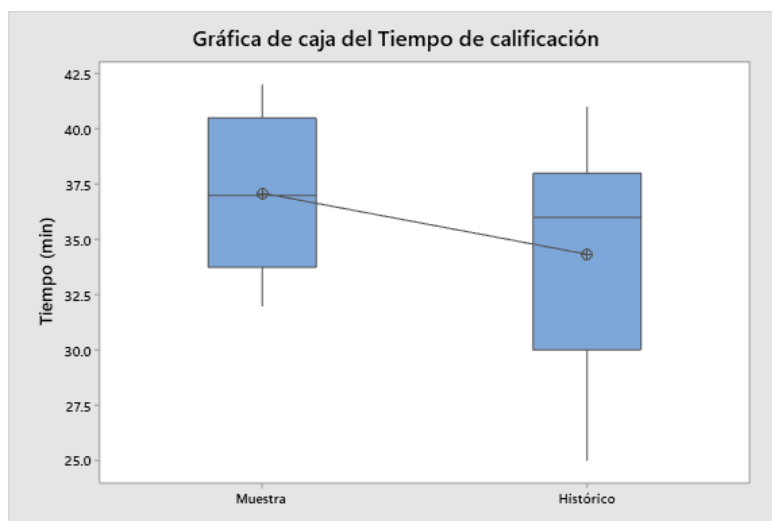 Gráfica de caja del Tiempo de calificación
42.5
40.0
37.5
35.0
32.5
30.0
27.5
25.0
Tiempo (min)
Muestra
Histórico